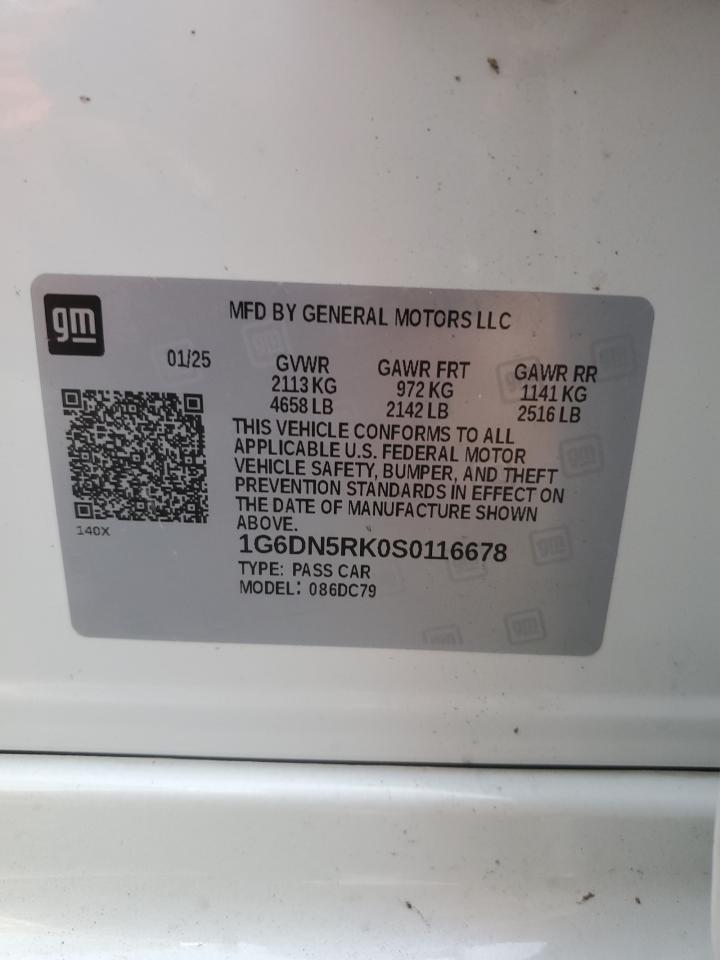 gm
MFD BY GENERAL MOTORS LLC
01/25
GVWR GAWR FRT GAWR RR
2113 KG 972 KG 1141 KG
4658 LB 2142 LB 2516 LB
THIS VEHICLE CONFORMS TO ALL
APPLICABLE U.S. FEDERAL MOTOR
VEHICLE SAFETY, BUMPER, AND THEFT
PREVENTION STANDARDS IN EFFECT ON
THE DATE OF MANUFACTURE SHOWN
ABOVE.
140X
1G6DN5RK0S0116678
TYPE: PASS CAR
MODEL: 086DC79